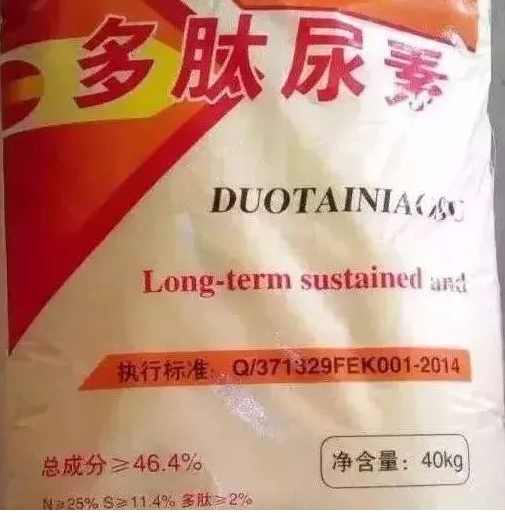 多肽尿素
Long-term sustained and
执行标准: Q/371329FEK001-2014
总成分≥46.4%
净含量: 40kg
N≥25% S≥11.4% 多肽≥2%